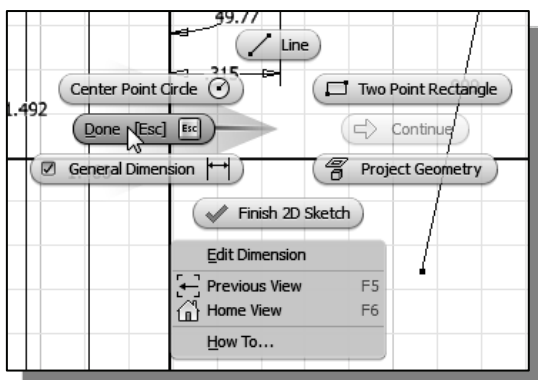 49.77
Line
.315
Center Point Circle
Two Point Rectangle
1.492
Done [Esc] Esc
Continue
General Dimension
Project Geometry
Finish 2D Sketch
Edit Dimension
Previous View F5
Home View F6
How To...